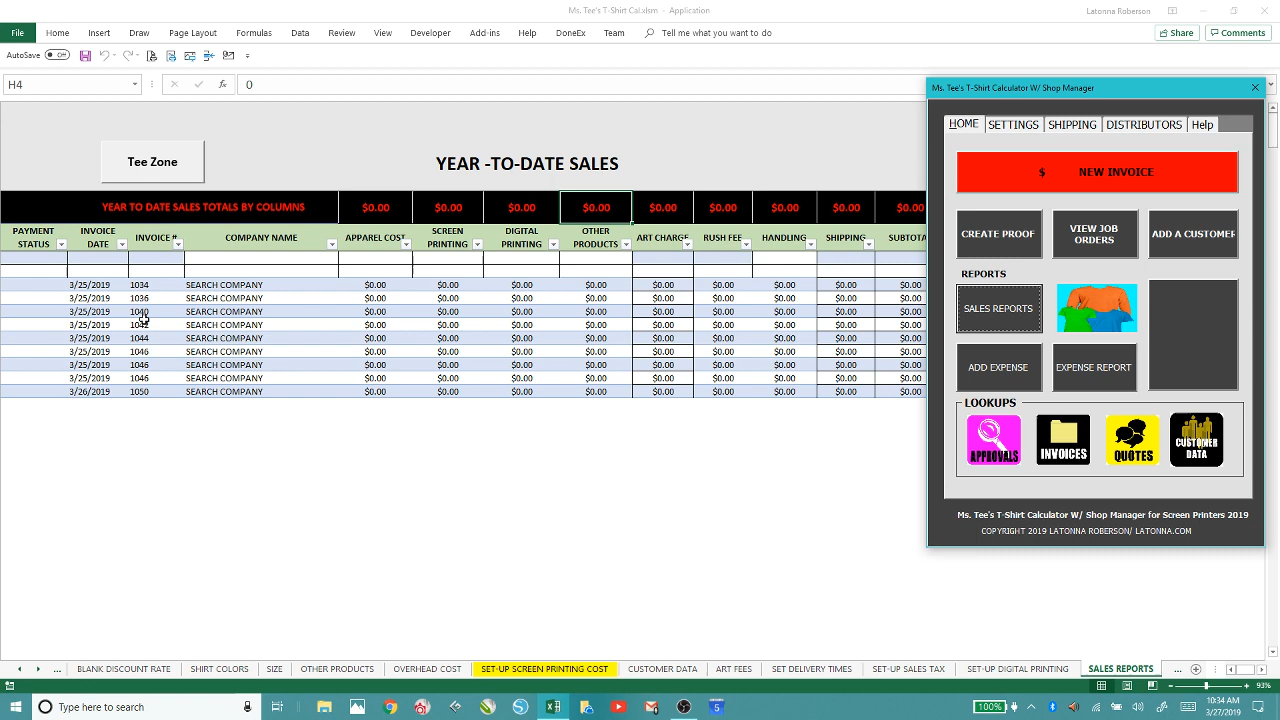 Ms. Tee's T-Shirt Cal.xlsm - Application
Latonna Roberson
File Home Insert Draw Page Layout Formulas Data Review View Developer Add-ins Help DoneEx Team Tell me what you want to do
Share Comments
AutoSave Off
H4 fx 0
Tee Zone
YEAR -TO-DATE SALES
YEAR TO DATE SALES TOTALS BY COLUMNS $0.00 $0.00 $0.00 $0.00 $0.00 $0.00 $0.00 $0.00 $0.00
PAYMENT STATUS INVOICE DATE INVOICE # COMPANY NAME APPAREL COST SCREEN PRINTING DIGITAL PRINTING OTHER PRODUCTS ART CHARGE RUSH FEE HANDLING SHIPPING SUBTOTA
3/25/2019 1034 SEARCH COMPANY $0.00 $0.00 $0.00 $0.00 $0.00 $0.00 $0.00 $0.00 $0.00
3/25/2019 1036 SEARCH COMPANY $0.00 $0.00 $0.00 $0.00 $0.00 $0.00 $0.00 $0.00 $0.00
3/25/2019 1040 SEARCH COMPANY $0.00 $0.00 $0.00 $0.00 $0.00 $0.00 $0.00 $0.00 $0.00
3/25/2019 SEARCH COMPANY $0.00 $0.00 $0.00 $0.00 $0.00 $0.00 $0.00 $0.00 $0.00
3/25/2019 1044 SEARCH COMPANY $0.00 $0.00 $0.00 $0.00 $0.00 $0.00 $0.00 $0.00 $0.00
3/25/2019 1046 SEARCH COMPANY $0.00 $0.00 $0.00 $0.00 $0.00 $0.00 $0.00 $0.00 $0.00
3/25/2019 1046 SEARCH COMPANY $0.00 $0.00 $0.00 $0.00 $0.00 $0.00 $0.00 $0.00 $0.00
3/25/2019 1046 SEARCH COMPANY $0.00 $0.00 $0.00 $0.00 $0.00 $0.00 $0.00 $0.00 $0.00
3/26/2019 1050 SEARCH COMPANY $0.00 $0.00 $0.00 $0.00 $0.00 $0.00 $0.00 $0.00 $0.00
Ms. Tee's T-Shirt Calculator W/ Shop Manager
HOME SETTINGS SHIPPING DISTRIBUTORS Help
$ NEW INVOICE
CREATE PROOF VIEW JOB ORDERS ADD A CUSTOMER
REPORTS
SALES REPORTS
ADD EXPENSE EXPENSE REPORT
LOOKUPS
APPROVALS INVOICES QUOTES CUSTOMER DATA
Ms. Tee's T-Shirt Calculator W/ Shop Manager for Screen Printers 2019
COPYRIGHT 2019 LATONNA ROBERSON/ LATONNA.COM
... BLANK DISCOUNT RATE SHIRT COLORS SIZE OTHER PRODUCTS OVERHEAD COST SET-UP SCREEN PRINTING COST CUSTOMER DATA ART FEES SET DELIVERY TIMES SET-UP SALES TAX SET-UP DIGITAL PRINTING SALES REPORTS ...
93%
Type here to search
100%
10:34 AM
3/27/2019